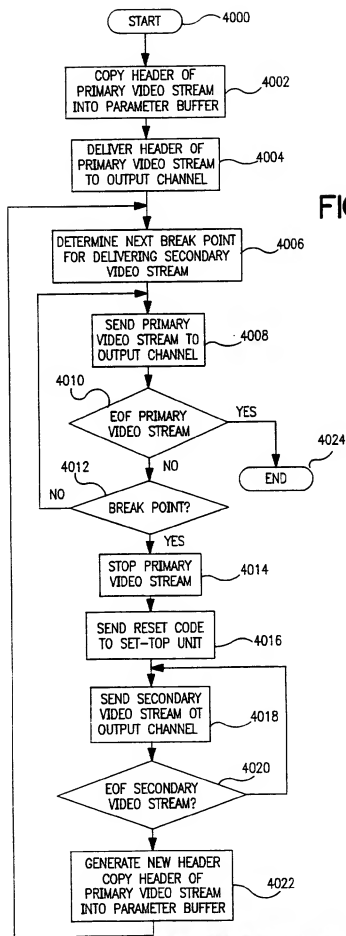 START
4000
COPY HEADER OF
PRIMARY VIDEO STREAM
INTO PARAMETER BUFFER
4002
DELIVER HEADER OF
PRIMARY VIDEO STREAM
TO OUTPUT CHANNEL
4004
FI
DETERMINE NEXT BREAK POINT
FOR DELIVERING SECONDARY
VIDEO STREAM
4006
SEND PRIMARY
VIDEO STREAM TO
OUTPUT CHANNEL
4008
4010
EOF PRIMARY
VIDEO STREAM
YES
4024
END
NO
4012
NO
BREAK POINT?
YES
STOP PRIMARY
VIDEO STREAM
4014
SEND RESET CODE
TO SET-TOP UNIT
4016
SEND SECONDARY
VIDEO STREAM OT
OUTPUT CHANNEL
4018
4020
EOF SECONDARY
VIDEO STREAM?
GENERATE NEW HEADER
COPY HEADER OF
PRIMARY VIDEO STREAM
INTO PARAMETER BUFFER
4022